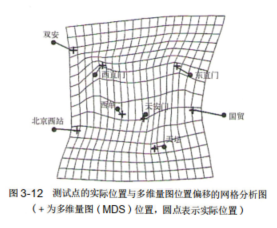 双安
西直门
东直门
西单
天安门
国贸
北京西站
图 3-12 测试点的实际位置与多维量图位置偏移的网格分析图
(+ 为多维量图 (MDS) 位置，圆点表示实际位置)